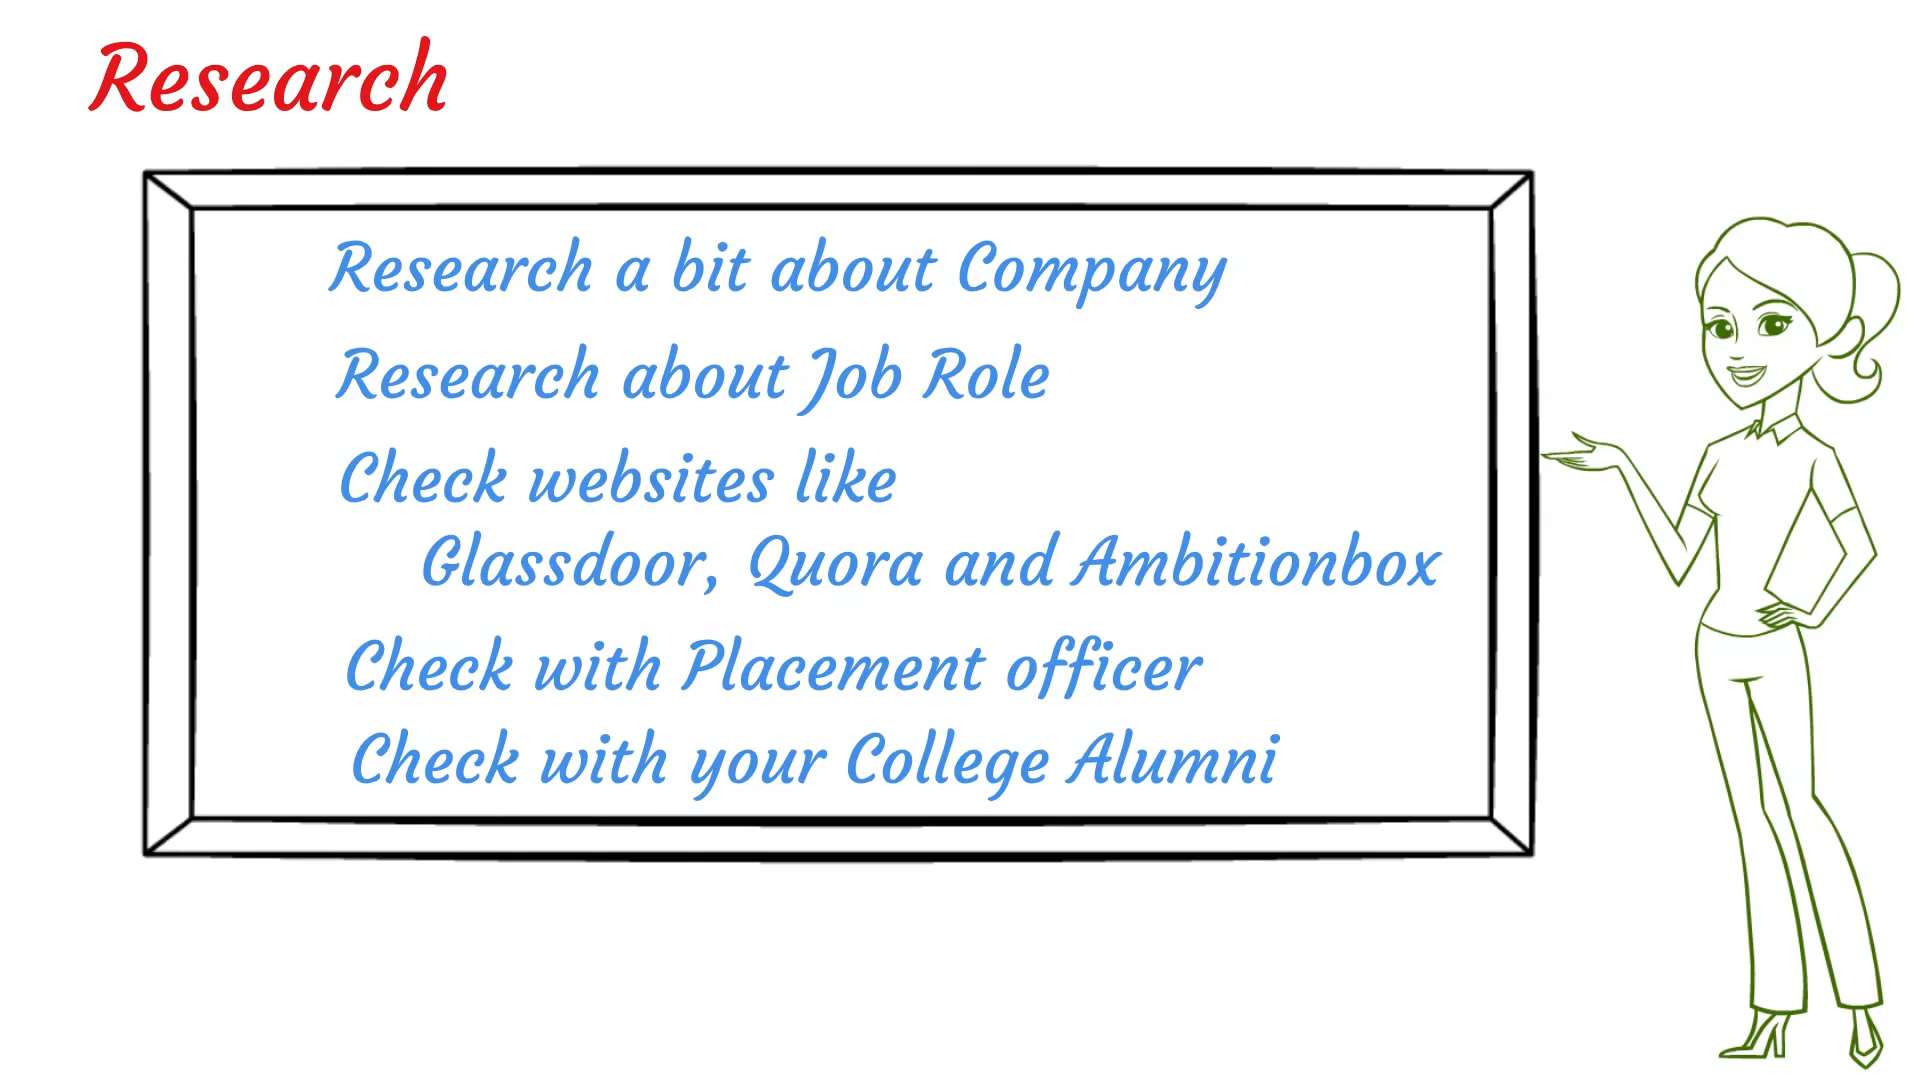 Research
Research a bit about Company
Research about Job Role
Check websites like
Glassdoor, Quora and Ambitionbox
Check with Placement officer
Check with your College Alumni